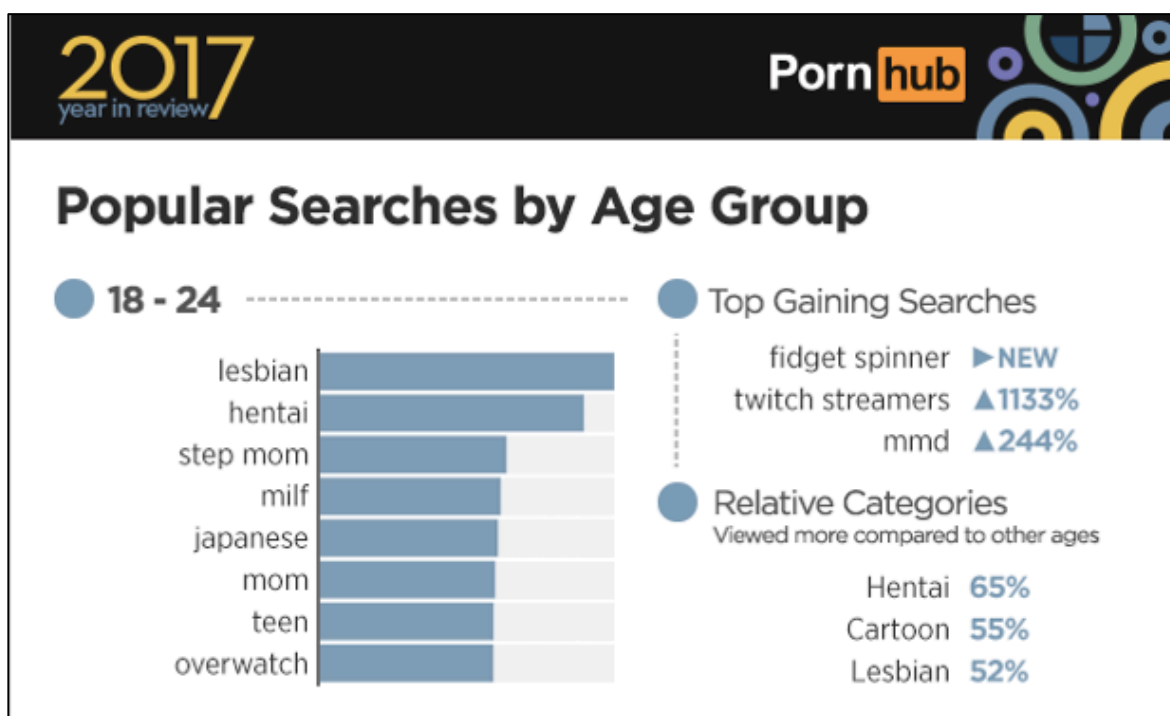 2017
year in review
Porn hub
Popular Searches by Age Group
18 - 24
lesbian
hentai
step mom
milf
japanese
mom
teen
overwatch
Top Gaining Searches
fidget spinner ▶NEW
twitch streamers ▲1133%
mmd ▲244%
Relative Categories
Viewed more compared to other ages
Hentai 65%
Cartoon 55%
Lesbian 52%